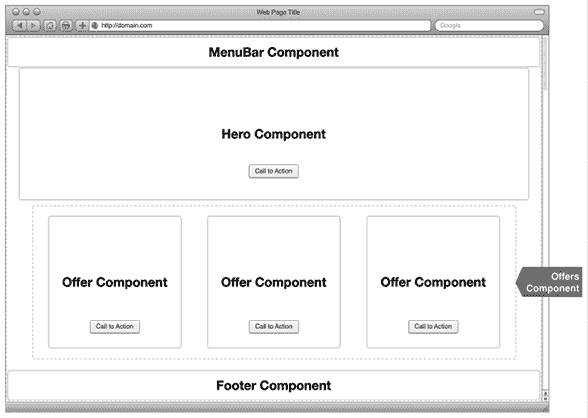 Web Page Title
http://domain.com
Google
MenuBar Component
Hero Component
Call to Action
Offer Component
Offer Component
Offer Component
Call to Action
Call to Action
Call to Action
Offers
Component
Footer Component